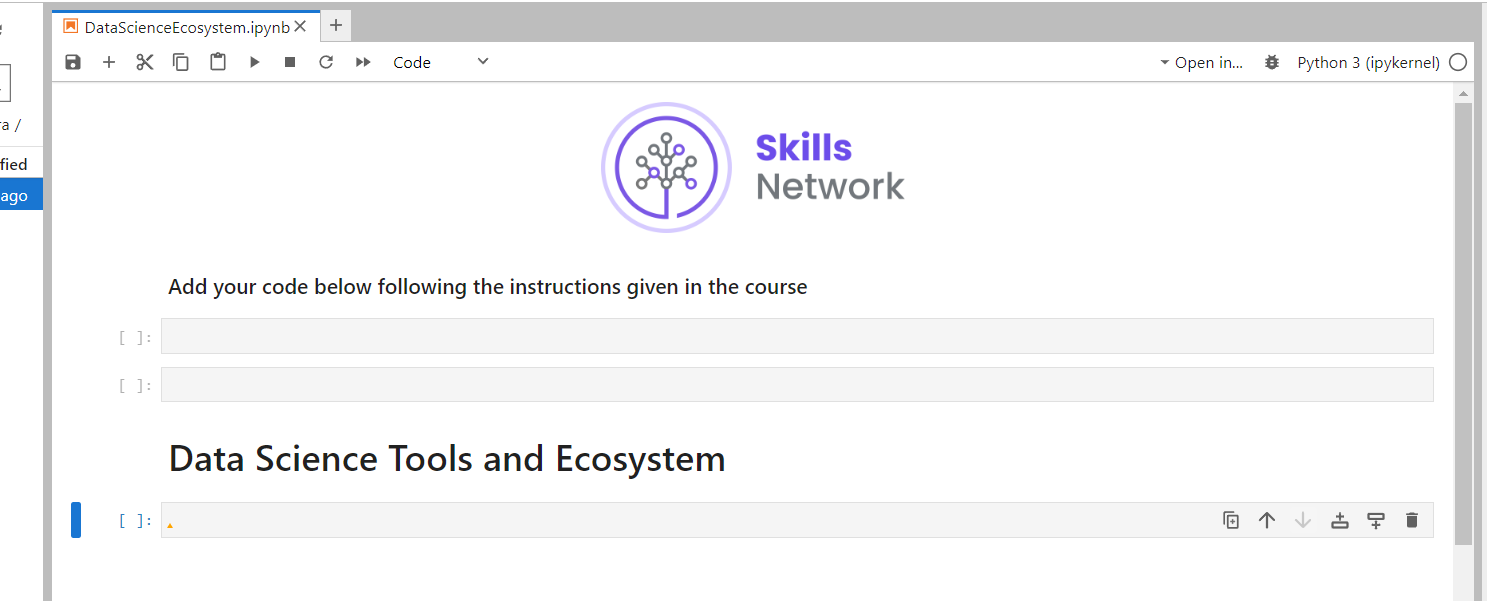 DataScienceEcosystem.ipynb
Code
Open in...
Python 3 (ipykernel)
ra /
fied
ago
Skills
Network
Add your code below following the instructions given in the course
[ ]:
[ ]:
Data Science Tools and Ecosystem
[ ]: